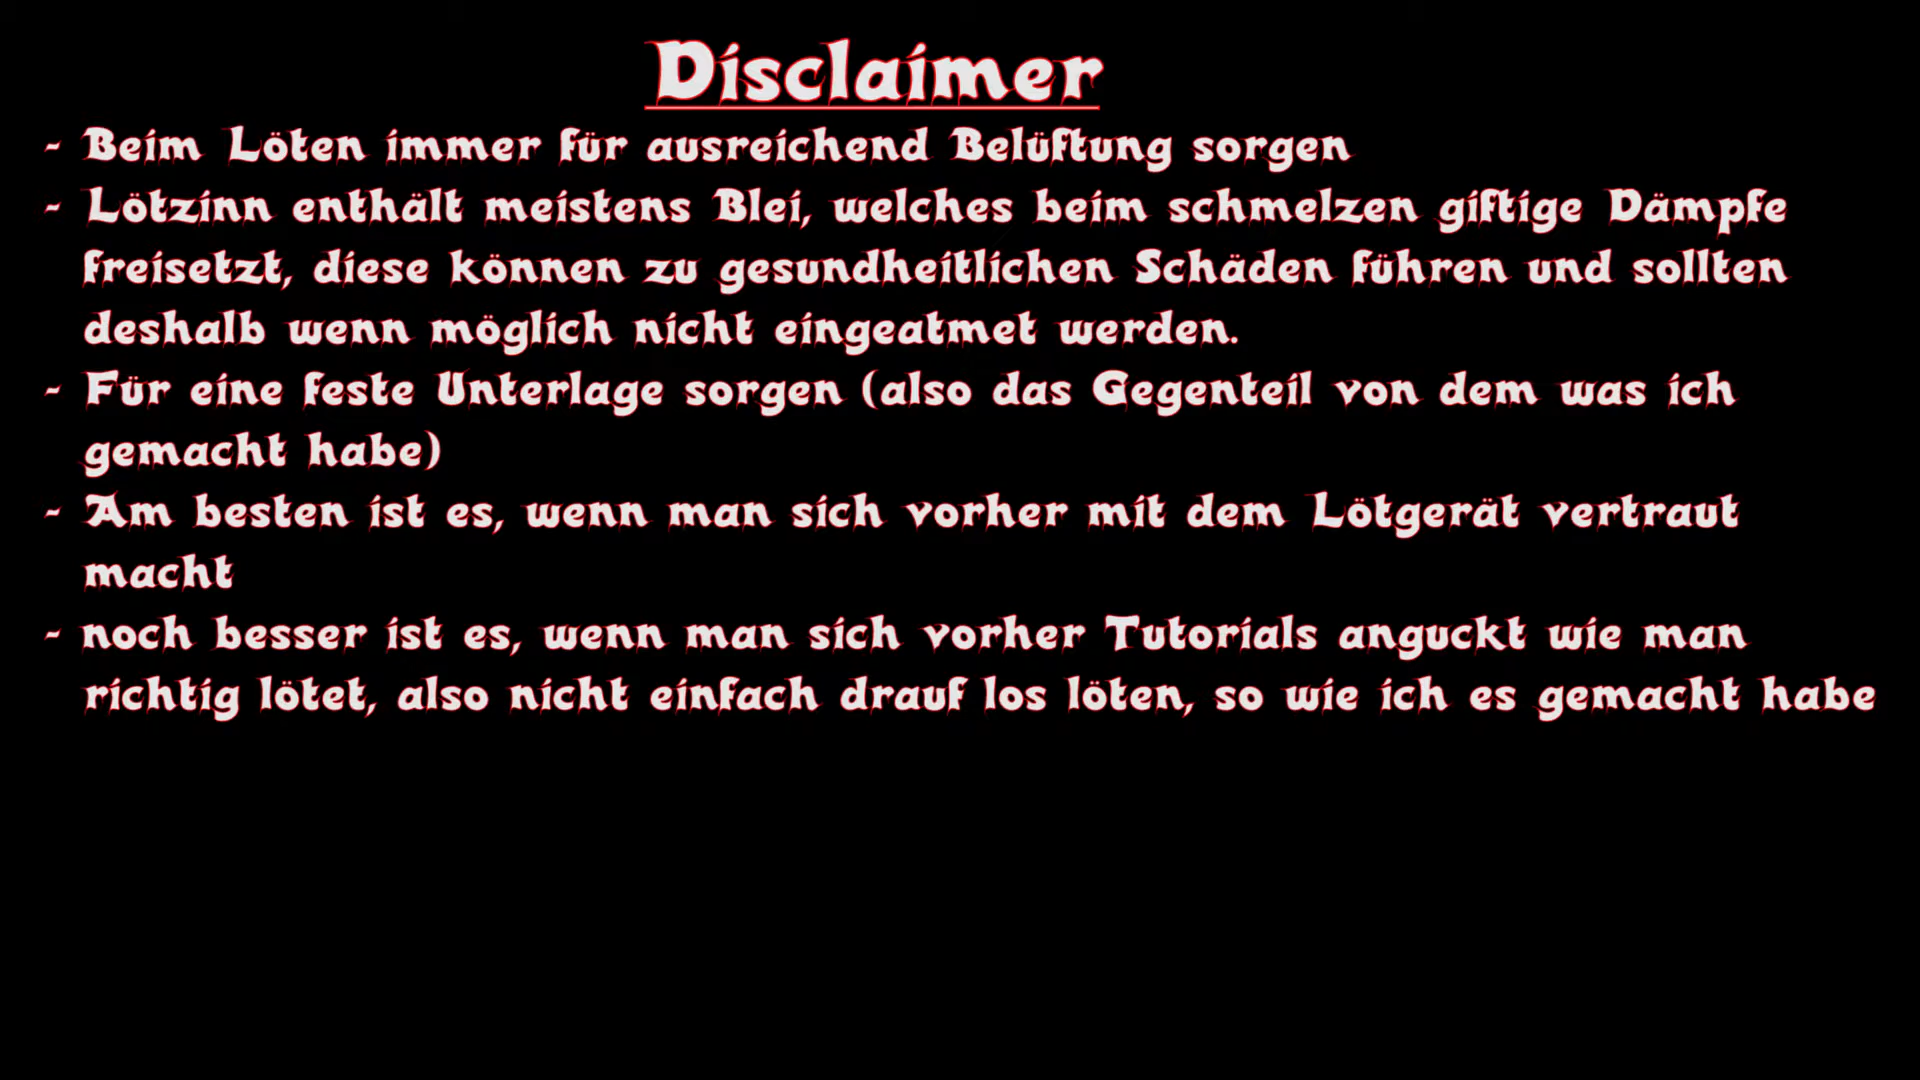 Disclaimer
- Beim Löten immer für ausreichend Belüftung sorgen
- Lötzinn enthält meistens Blei, welches beim schmelzen giftige Dämpfe
freisetzt, diese können zu gesundheitlichen Schäden führen und sollten
deshalb wenn möglich nicht eingeatmet werden.
- Für eine feste Unterlage sorgen (also das Gegenteil von dem was ich
gemacht habe)
- Am besten ist es, wenn man sich vorher mit dem Lötgerät vertraut
macht
- noch besser ist es, wenn man sich vorher Tutorials anguckt wie man
richtig lötet, also nicht einfach drauf los löten, so wie ich es gemacht habe